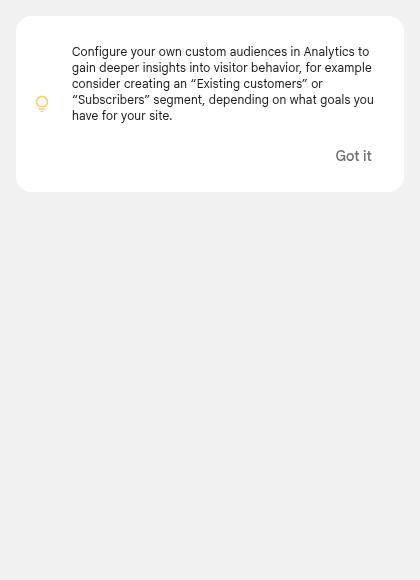 Configure your own custom audiences in Analytics to
gain deeper insights into visitor behavior, for example
consider creating an “Existing customers” or
“Subscribers” segment, depending on what goals you
have for your site.
Got it